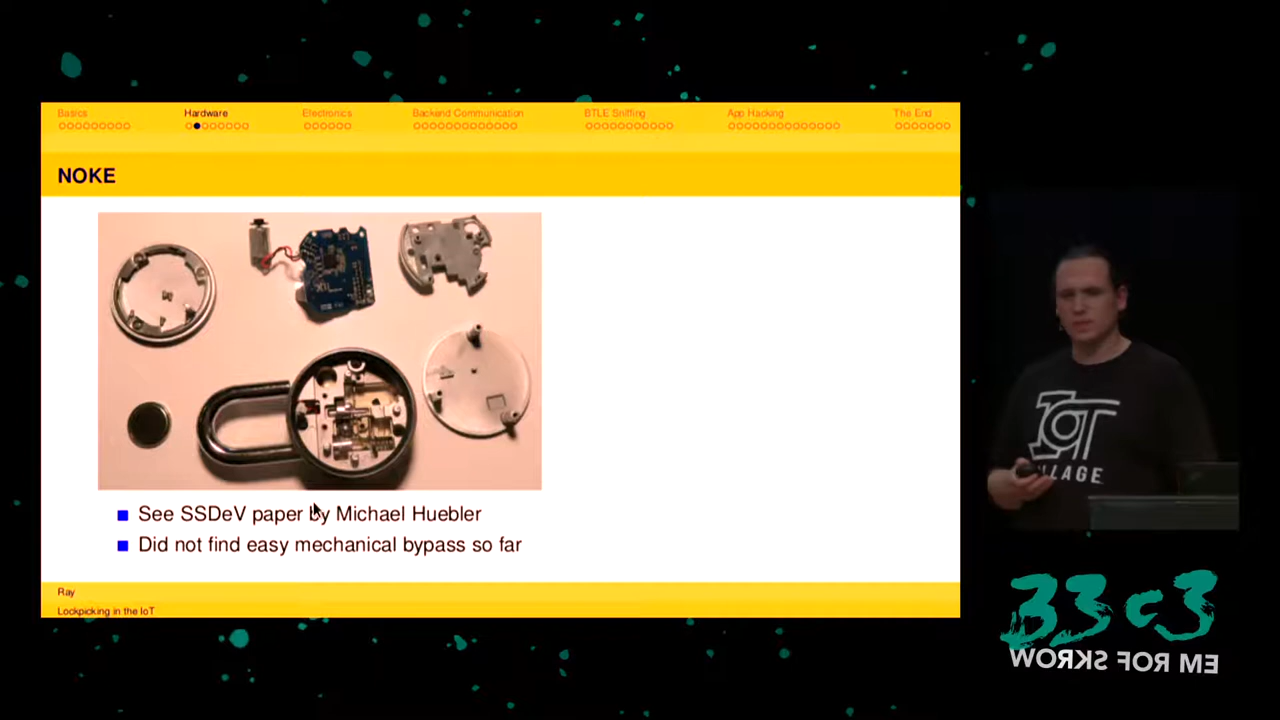 Basics
Hardware
Electronics
Backend Communication
BTLE Sniffing
App Hacking
The End
NOKE
See SSDeV paper by Michael Huebler
Did not find easy mechanical bypass so far
Ray
Lockpicking in the IoT
IoT
VILLAGE
33c3
WORKS FOR ME